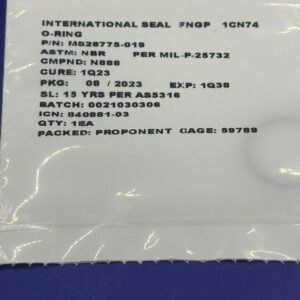 INTERNATIONAL SEAL FNGP 1CN74
O-RING
P/N: MS28775-019
ASTM: NBR PER MIL-P-25732
CMPND: N888
CURE: 1Q23
PKG: 08 / 2023 EXP: 1Q38
SL: 15 YRS PER AS5316
BATCH: 0021030306
ICN: 840881-03
QTY: 1EA
PACKED: PROPONENT CAGE: 59789